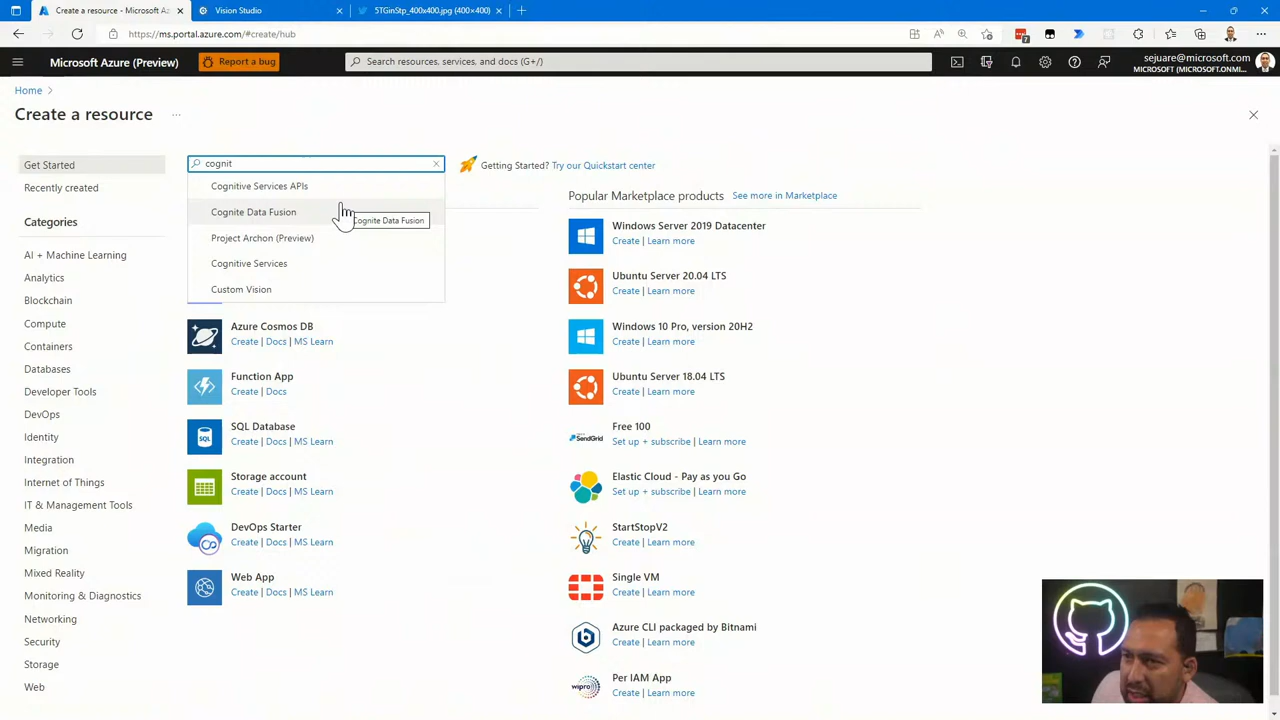 Create a resource - Microsoft Az
Vision Studio
5TGinStp_400x400.jpg (400×400)
https://ms.portal.azure.com/#create/hub
7
Microsoft Azure (Preview)
Report a bug
Search resources, services, and docs (G+/)
sejuare@microsoft.com
MICROSOFT (MICROSOFT.ONMI...
Home
Create a resource
...
Get Started
Recently created
Categories
AI + Machine Learning
Analytics
Blockchain
Compute
Containers
Databases
Developer Tools
DevOps
Identity
Integration
Internet of Things
IT & Management Tools
Media
Migration
Mixed Reality
Monitoring & Diagnostics
Networking
Security
Storage
Web
cognit
Cognitive Services APIs
Cognite Data Fusion
Cognite Data Fusion
Project Archon (Preview)
Cognitive Services
Custom Vision
Azure Cosmos DB
Create | Docs | MS Learn
Function App
Create | Docs
SQL Database
Create | Docs | MS Learn
Storage account
Create | Docs | MS Learn
DevOps Starter
Create | Docs | MS Learn
Web App
Create | Docs | MS Learn
Getting Started? Try our Quickstart center
Popular Marketplace products See more in Marketplace
Windows Server 2019 Datacenter
Create | Learn more
Ubuntu Server 20.04 LTS
Create | Learn more
Windows 10 Pro, version 20H2
Create | Learn more
Ubuntu Server 18.04 LTS
Create | Learn more
SendGrid
Free 100
Set up + subscribe | Learn more
Elastic Cloud - Pay as you Go
Set up + subscribe | Learn more
StartStopV2
Create | Learn more
Single VM
Create | Learn more
Azure CLI packaged by Bitnami
Create | Learn more
wipro
Per IAM App
Create | Learn more